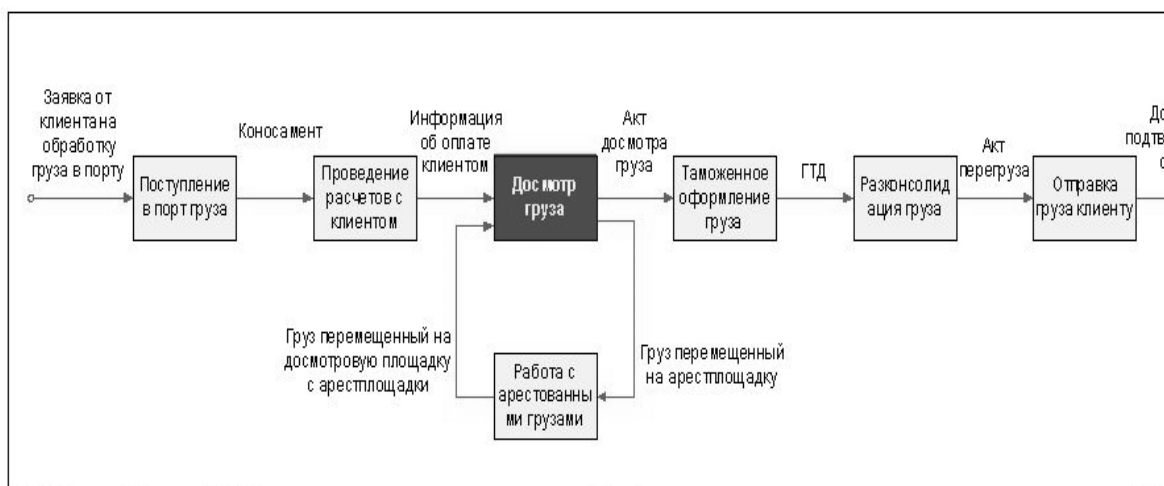 Заявка от
клиента на
обработку
груза в порту
Поступление
в порт груза
Коносамент
Проведение
расчетов с
клиентом
Информация
об оплате
клиентом
Досмотр
груза
Акт
досмотра
груза
Таможенное
оформление
груза
ГТД
Разконсолид
ация груза
Акт
перегруза
Отправка
груза клиенту
До
подтв
с
Груз перемещенный на
досмотровую площадку
с арестплощадки
Работа с
арестованны
ми грузами
Груз перемещенный
на арестплощадку